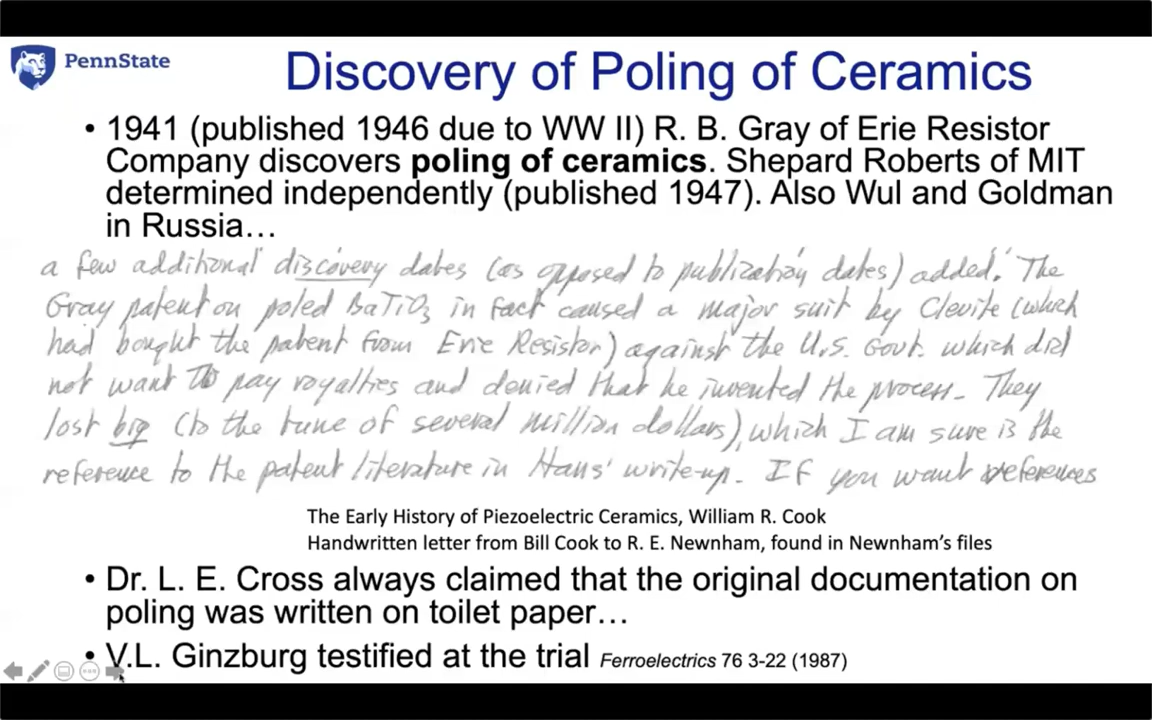 PennState
Discovery of Poling of Ceramics
• 1941 (published 1946 due to WW II) R. B. Gray of Erie Resistor
Company discovers poling of ceramics. Shepard Roberts of MIT
determined independently (published 1947). Also Wul and Goldman
in Russia…
a few additional discovery dates (as opposed to publication dates) added. The
Gray patent on poled BaTiO3 in fact caused a major suit by Clevite (which
had bought the patent from Erie Resistor) against the U.S. Govt. which did
not want to pay royalties and denied that he invented the process. They
lost big (to the tune of several million dollars), which I am sure is the
reference to the patent literature in Hans' write-up. If you want references
The Early History of Piezoelectric Ceramics, William R. Cook
Handwritten letter from Bill Cook to R. E. Newnham, found in Newnham's files
• Dr. L. E. Cross always claimed that the original documentation on
poling was written on toilet paper…
• V.L. Ginzburg testified at the trial Ferroelectrics 76 3-22 (1987)